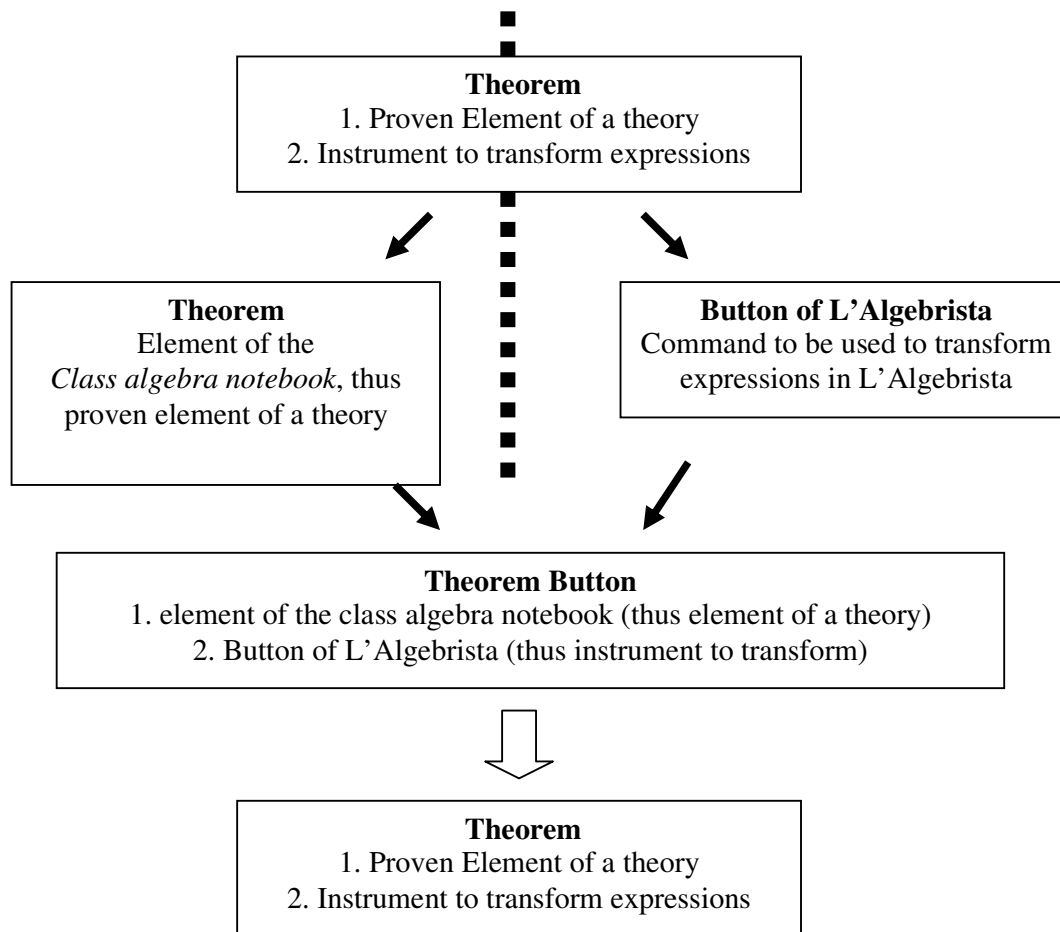 Theorem
1. Proven Element of a theory
2. Instrument to transform expressions
Theorem
Element of the
Class algebra notebook, thus
proven element of a theory
Button of L’Algebrista
Command to be used to transform
expressions in L’Algebrista
Theorem Button
1. element of the class algebra notebook (thus element of a theory)
2. Button of L’Algebrista (thus instrument to transform)
Theorem
1. Proven Element of a theory
2. Instrument to transform expressions